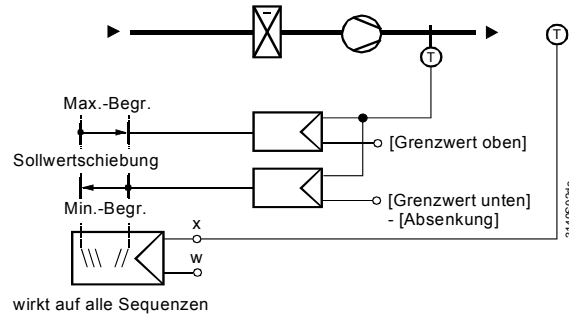 T
T
Max.-Begr.
[Grenzwert oben]
Sollwertschiebung
[Grenzwert unten]
- [Absenkung]
Min.-Begr.
x
w
wirkt auf alle Sequenzen